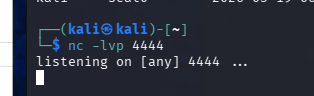 ┌──(kali㉿kali)-[~]
└─$ nc -lvp 4444
listening on [any] 4444 ...